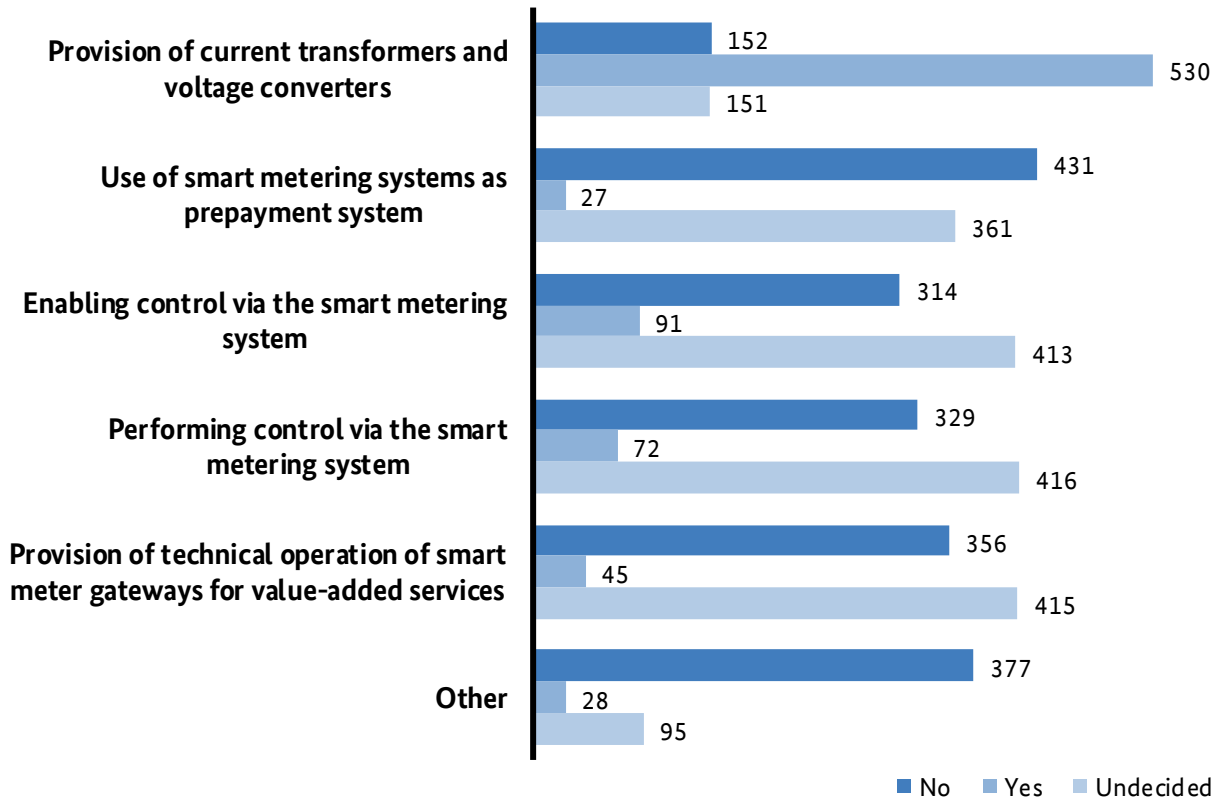 Provision of current transformers and
voltage converters
152
530
151
Use of smart metering systems as
prepayment system
431
27
361
Enabling control via the smart metering
system
314
91
413
Performing control via the smart
metering system
329
72
416
Provision of technical operation of smart
meter gateways for value-added services
356
45
415
Other
377
28
95
No Yes Undecided